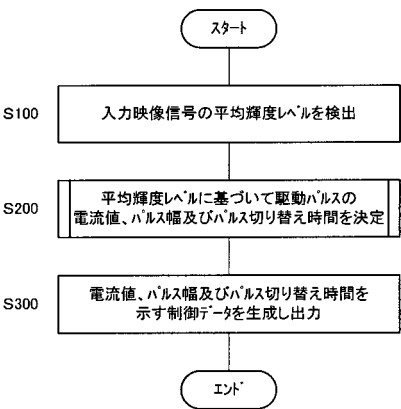 スタート
S100
入力映像信号の平均輝度レベルを検出
S200
平均輝度レベルに基づいて駆動パルスの
電流値、パルス幅及びパルス切り替え時間を決定
S300
電流値、パルス幅及びパルス切り替え時間を
示す制御データを生成し出力
エンド